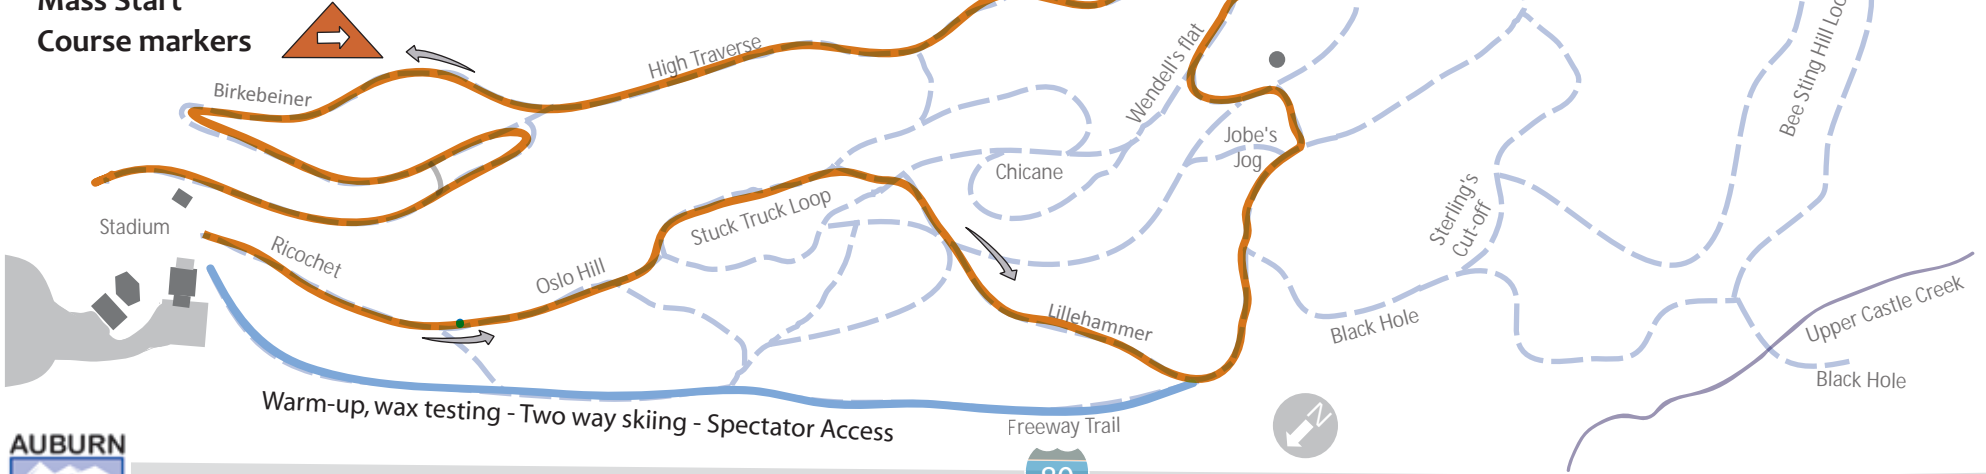 Mass Start
Course markers
High Traverse
Birkebeiner
Wendell's flat
Bee Sting Hill Loo
Jobe's
Jog
Chicane
Sterling's
Cut-off
Stuck Truck Loop
Stadium
Ricochet
Oslo Hill
Lillehammer
Black Hole
Upper Castle Creek
Black Hole
Warm-up, wax testing - Two way skiing - Spectator Access
Freeway Trail
N
80
AUBURN